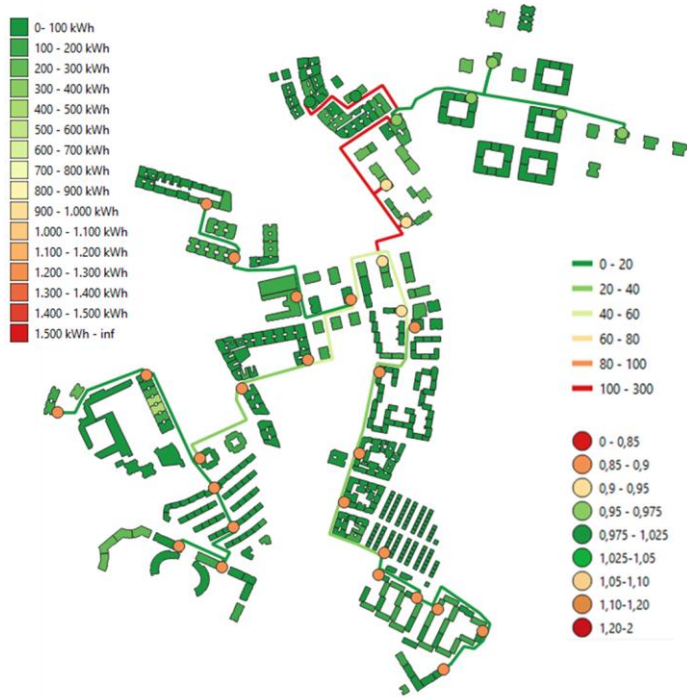 0- 100 kWh
100 - 200 kWh
200 - 300 kWh
300 - 400 kWh
400 - 500 kWh
500 - 600 kWh
600 - 700 kWh
700 - 800 kWh
800 - 900 kWh
900 - 1.000 kWh
1.000 - 1.100 kWh
1.100 - 1.200 kWh
1.200 - 1.300 kWh
1.300 - 1.400 kWh
1.400 - 1.500 kWh
1.500 kWh - inf
0 - 20
20 - 40
40 - 60
60 - 80
80 - 100
100 - 300
0 - 0,85
0,85 - 0,9
0,9 - 0,95
0,95 - 0,975
0,975 - 1,025
1,025-1,05
1,05-1,10
1,10-1,20
1,20-2